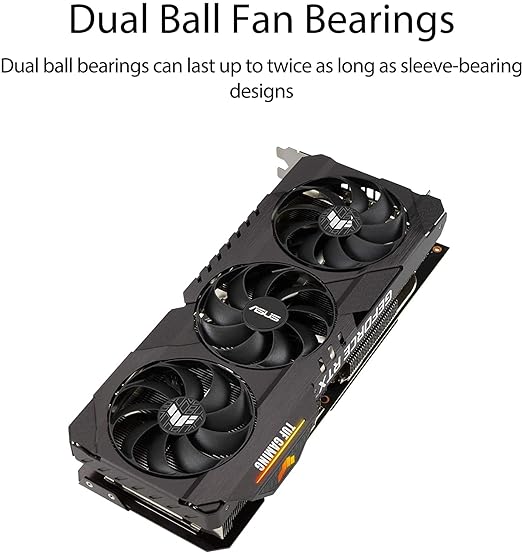 Dual Ball Fan Bearings
Dual ball bearings can last up to twice as long as sleeve-bearing
designs
ASUS
GEFORCE RTX
TUF GAMING